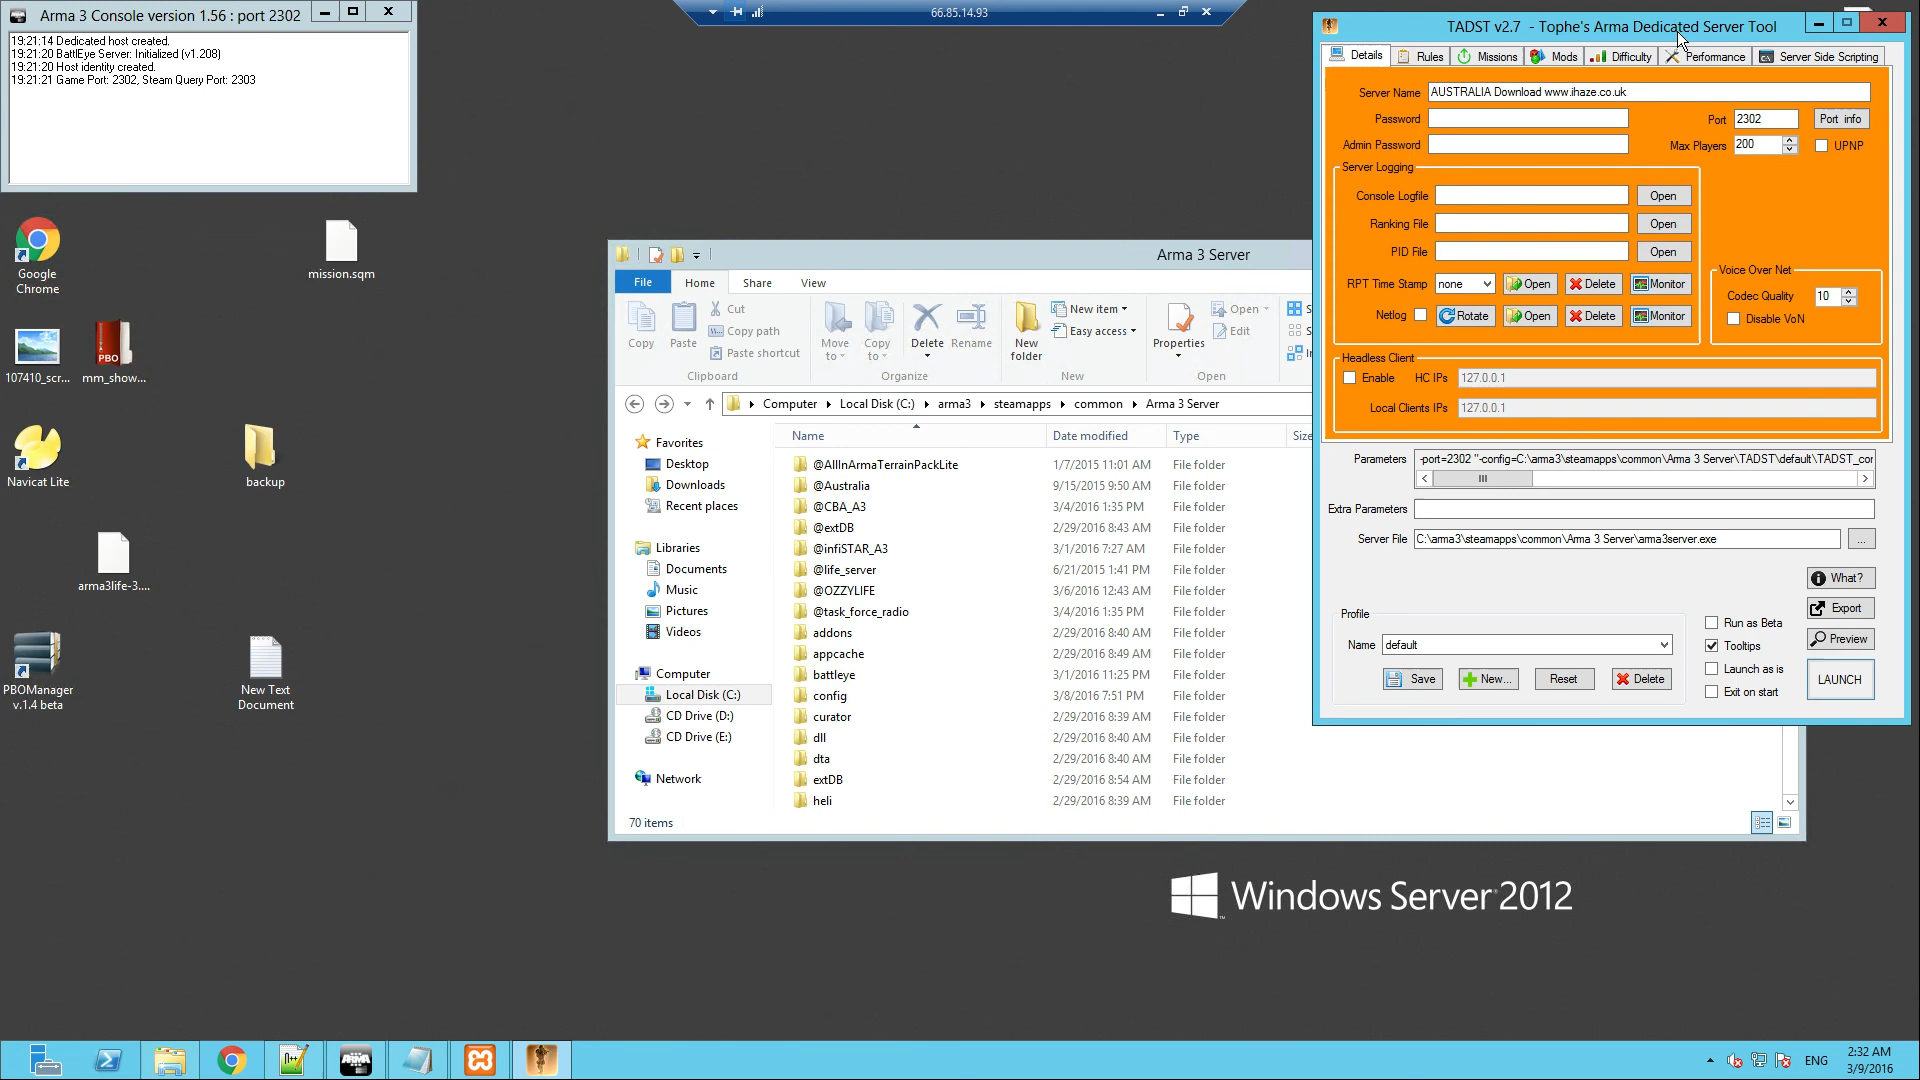 Arma 3 Console version 1.56 : port 2302
19:21:14 Dedicated host created.
19:21:20 BattlEye Server: Initialized (v1.208)
19:21:20 Host identity created.
19:21:21 Game Port: 2302, Steam Query Port: 2303
66.85.14.93
Google Chrome
mission.sqm
107410_scr...
mm_show...
PBO
Navicat Lite
backup
arma3life-3....
PBOManager v.1.4 beta
New Text Document
Arma 3 Server
File
Home
Share
View
Copy
Paste
Cut
Copy path
Paste shortcut
Clipboard
Move to
Copy to
Delete
Rename
Organize
New folder
New item
Easy access
New
Properties
Open
Edit
Open
Computer
Local Disk (C:)
arma3
steamapps
common
Arma 3 Server
Favorites
Desktop
Downloads
Recent places
Libraries
Documents
Music
Pictures
Videos
Computer
Local Disk (C:)
CD Drive (D:)
CD Drive (E:)
Network
Name Date modified Type Size
@AllInArmaTerrainPackLite 1/7/2015 11:01 AM File folder
@Australia 9/15/2015 9:50 AM File folder
@CBA_A3 3/4/2016 1:35 PM File folder
@extDB 2/29/2016 8:43 AM File folder
@infiSTAR_A3 3/1/2016 7:27 AM File folder
@life_server 6/21/2015 1:41 PM File folder
@OZZYLIFE 3/6/2016 12:43 AM File folder
@task_force_radio 3/4/2016 1:35 PM File folder
addons 2/29/2016 8:40 AM File folder
appcache 2/29/2016 8:49 AM File folder
battleye 3/1/2016 11:25 PM File folder
config 3/8/2016 7:51 PM File folder
curator 2/29/2016 8:39 AM File folder
dll 2/29/2016 8:40 AM File folder
dta 2/29/2016 8:40 AM File folder
extDB 2/29/2016 8:54 AM File folder
heli 2/29/2016 8:39 AM File folder
70 items
TADST v2.7 - Tophe's Arma Dedicated Server Tool
Details
Rules
Missions
Mods
Difficulty
Performance
Server Side Scripting
Server Name AUSTRALIA Download www.ihaze.co.uk
Password
Port 2302
Port info
Admin Password
Max Players 200
UPNP
Server Logging
Console Logfile Open
Ranking File Open
PID File Open
RPT Time Stamp none Open Delete Monitor
Netlog Rotate Open Delete Monitor
Voice Over Net
Codec Quality 10
Disable VoN
Headless Client
Enable HC IPs 127.0.0.1
Local Clients IPs 127.0.0.1
Parameters -port=2302 "-config=C:\arma3\steamapps\common\Arma 3 Server\TADST\default\TADST_cor
Extra Parameters
Server File C:\arma3\steamapps\common\Arma 3 Server\arma3server.exe ...
What?
Export
Preview
LAUNCH
Profile
Name default
Save
New...
Reset
Delete
Run as Beta
Tooltips
Launch as is
Exit on start
Windows Server 2012
ENG
2:32 AM
3/9/2016